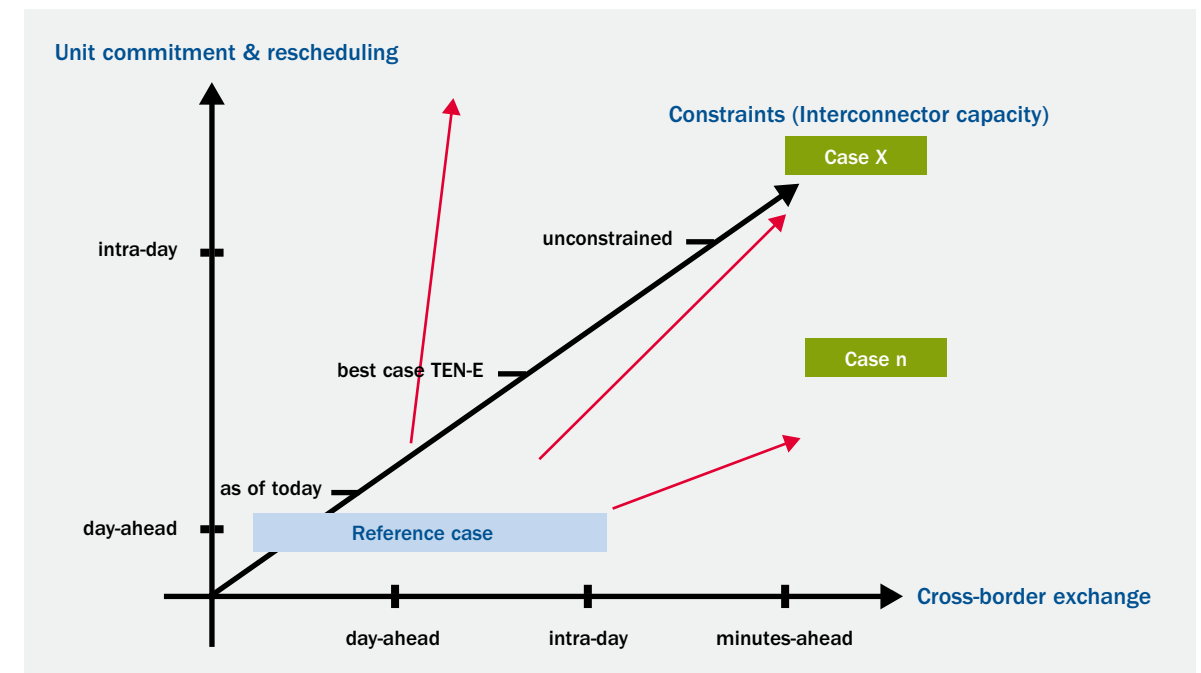 Unit commitment & rescheduling
Constraints (Interconnector capacity)
Case X
unconstrained
intra-day
Case n
best case TEN-E
as of today
day-ahead
Reference case
Cross-border exchange
day-ahead
intra-day
minutes-ahead